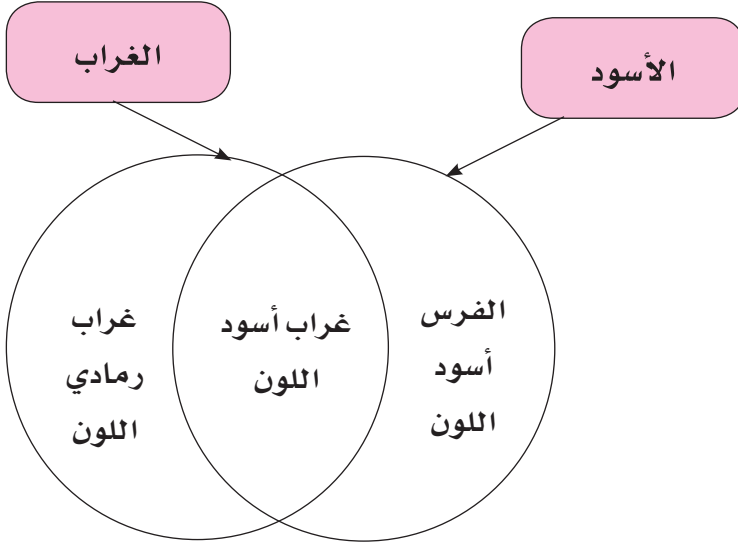 الأسود
الغراب
الفرس
أسود
اللون
غراب أسود
اللون
غراب
رمادي
اللون